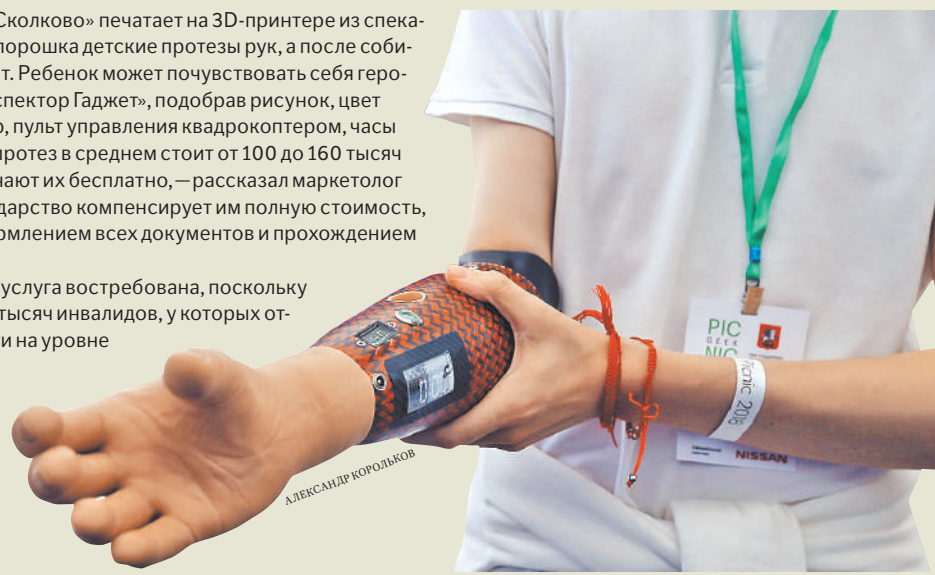 Сколково» печатает на 3D-принтере из спека-
порошка детские протезы рук, а после соби-
т. Ребенок может почувствовать себя геро-
спектор Гаджет», подобрав рисунок, цвет
р, пульт управления квадрокоптером, часы
протез в среднем стоит от 100 до 160 тысяч
чают их бесплатно, — рассказал маркетолог
дарство компенсирует им полную стоимость,
рмлением всех документов и прохождением
услуга востребована, поскольку
тысяч инвалидов, у которых от-
и на уровне
АЛЕКСАНДР КОРОЛЬКОВ
PIC
GEEK
NIC
Picnic 2016
NISSAN